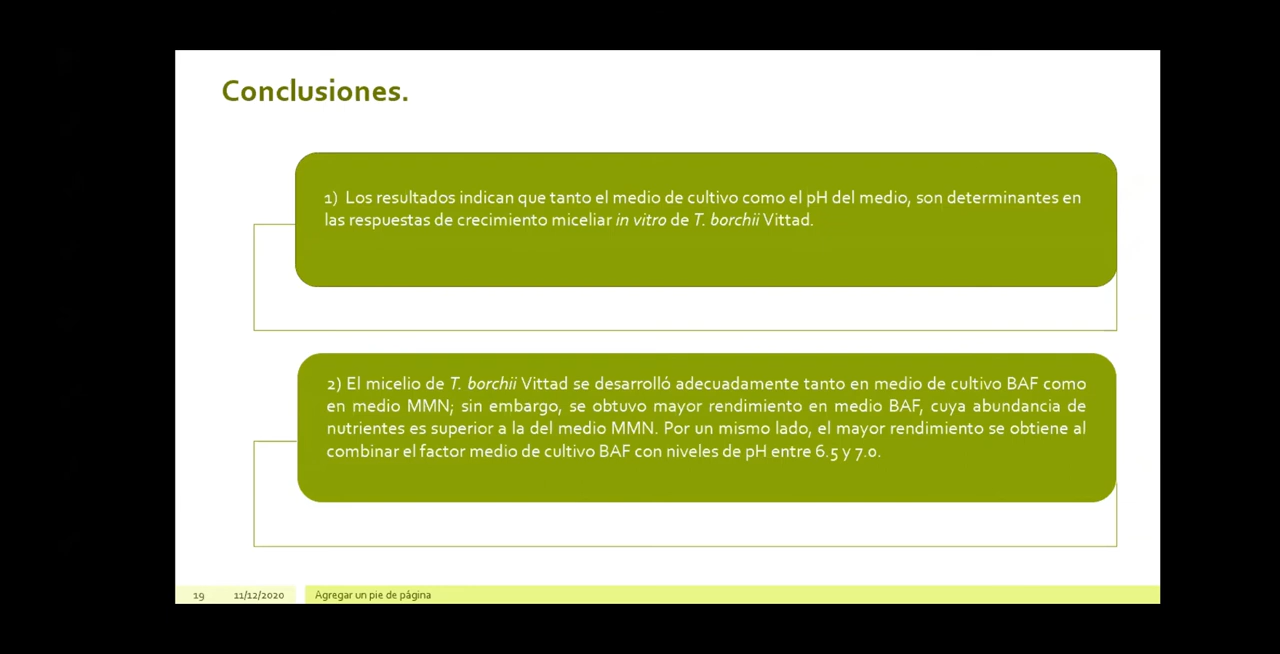 Conclusiones.
1) Los resultados indican que tanto el medio de cultivo como el pH del medio, son determinantes en
las respuestas de crecimiento miceliar in vitro de T. borchii Vittad.
2) El micelio de T. borchii Vittad se desarrolló adecuadamente tanto en medio de cultivo BAF como
en medio MMN; sin embargo, se obtuvo mayor rendimiento en medio BAF, cuya abundancia de
nutrientes es superior a la del medio MMN. Por un mismo lado, el mayor rendimiento se obtiene al
combinar el factor medio de cultivo BAF con niveles de pH entre 6.5 y 7.0.
19 11/12/2020 Agregar un pie de página